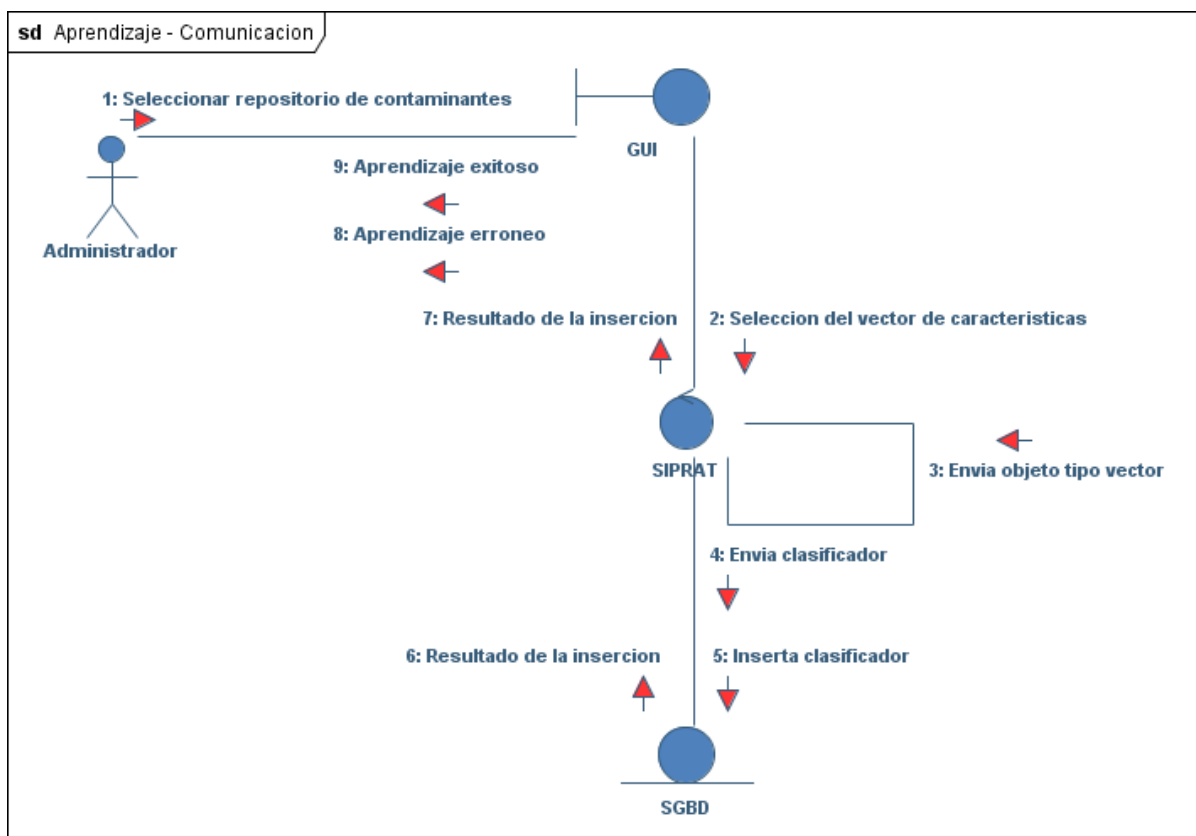 sd Aprendizaje - Comunicacion
1: Seleccionar repositorio de contaminantes
GUI
9: Aprendizaje exitoso
8: Aprendizaje erroneo
Administrador
7: Resultado de la insercion
2: Seleccion del vector de caracteristicas
SIPRAT
3: Envia objeto tipo vector
4: Envia clasificador
6: Resultado de la insercion
5: Inserta clasificador
SGBD